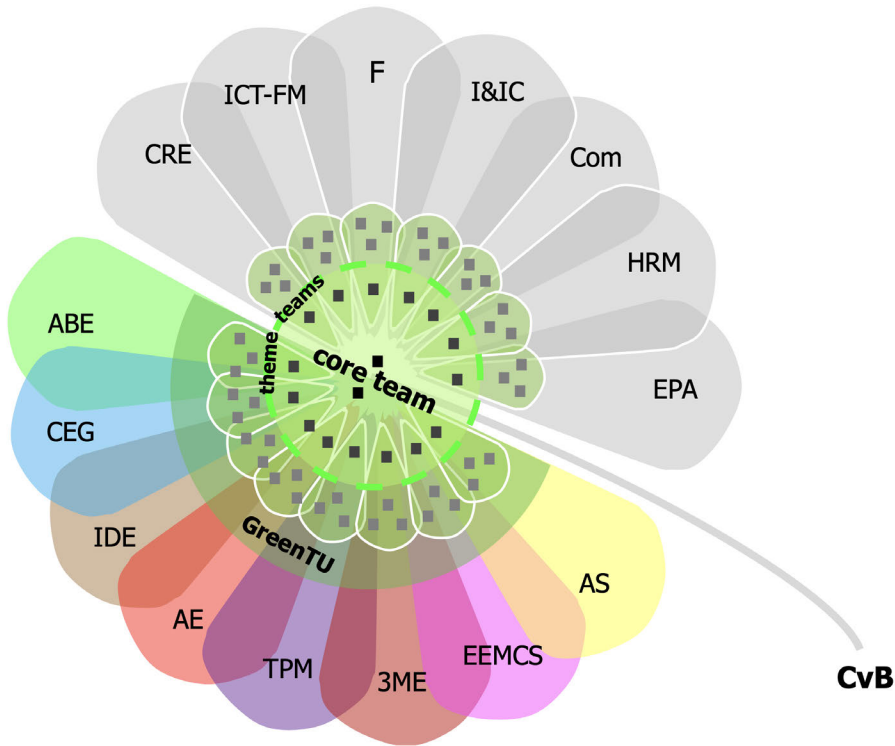 F
ICT-FM
I&IC
CRE
Com
HRM
EPA
theme teams
core team
ABE
CEG
IDE
GreenTU
AE
TPM
3ME
EEMCS
AS
CvB